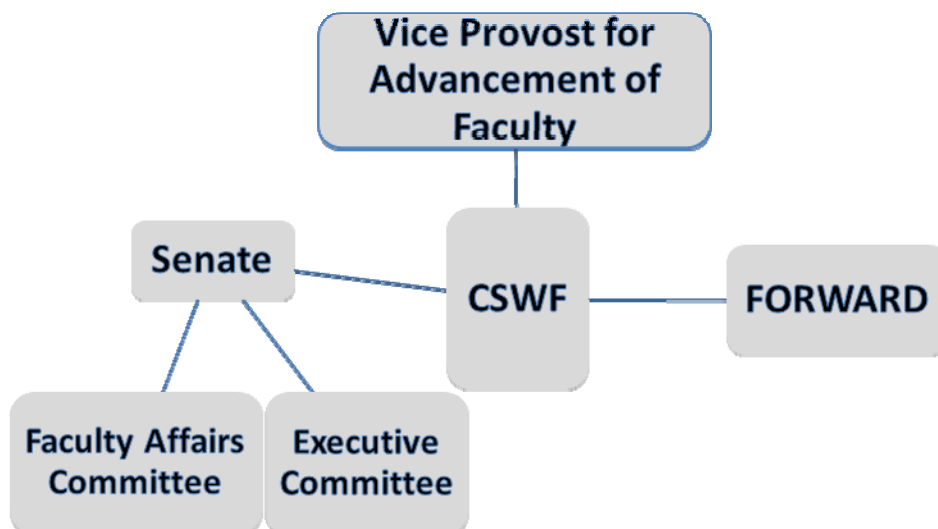 Vice Provost for
Advancement of
Faculty
Senate
CSWF
FORWARD
Faculty Affairs
Committee
Executive
Committee